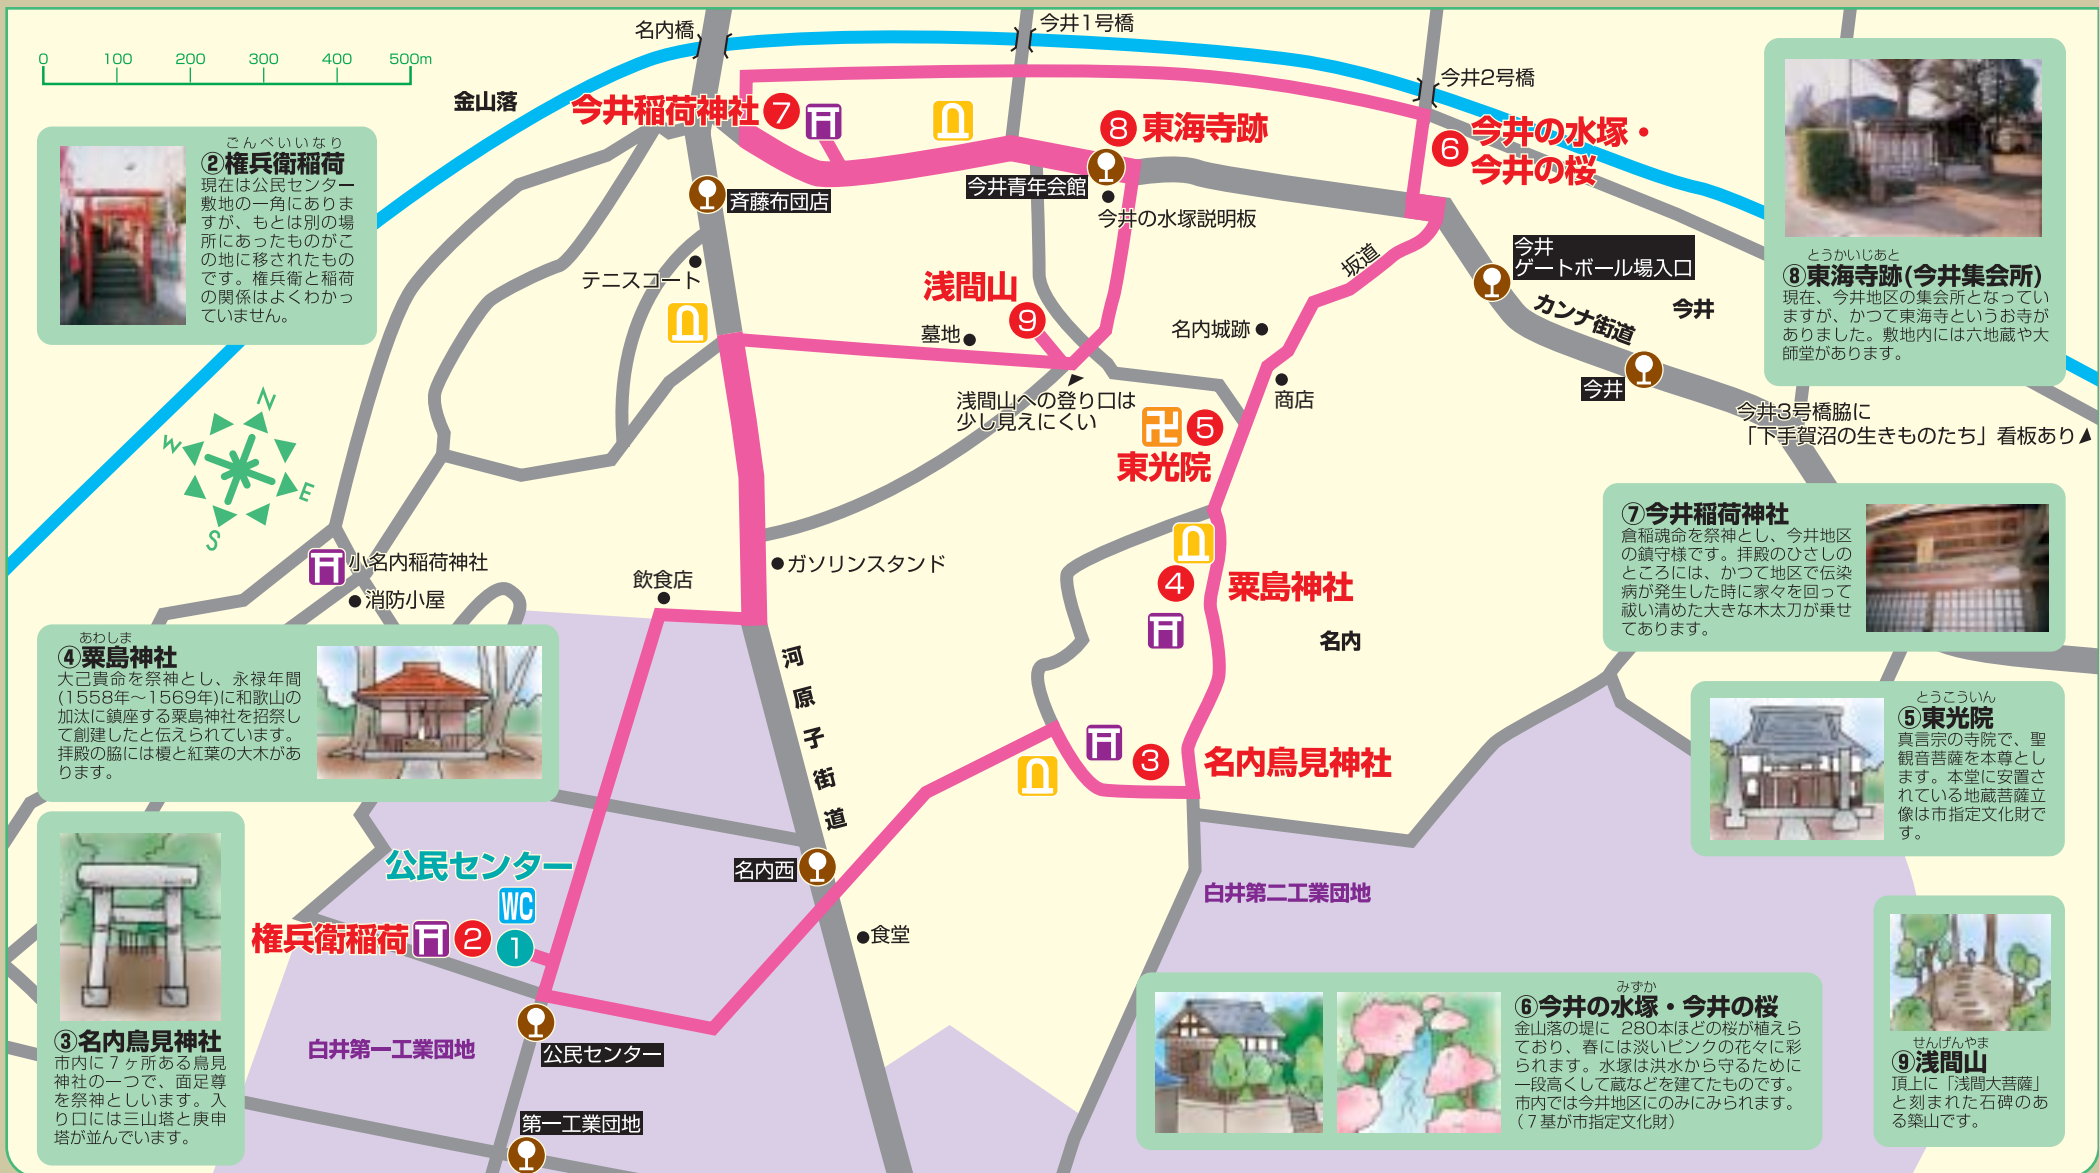 0 100 200 300 400 500m
名内橋
今井1号橋
今井2号橋
金山落
今井稲荷神社 7
8 東海寺跡
6 今井の水塚・
今井の桜
斉藤布団店
今井青年会館
今井の水塚説明板
坂道
今井
ゲートボール場入口
カンナ街道
今井
今井
テニスコート
浅間山
9
墓地
名内城跡
商店
浅間山への登り口は
少し見えにくい
5
東光院
今井3号橋脇に
「下手賀沼の生きものたち」看板あり
N
W
E
S
小名内稲荷神社
消防小屋
飲食店
ガソリンスタンド
4 粟島神社
名内
河原子街道
3 名内鳥見神社
公民センター
WC
権兵衛稲荷 2 1
名内西
食堂
白井第二工業団地
白井第一工業団地
公民センター
第一工業団地
ごんべいいなり
②権兵衛稲荷
現在は公民センター
敷地の一角にありま
すが、もとは別の場
所にあったものがこ
の地に移されたもの
です。権兵衛と稲荷
の関係はよくわかっ
ていません。
あわしま
④粟島神社
大己貴命を祭神とし、永禄年間
(1558年〜1569年)に和歌山の
加汰に鎮座する粟島神社を招祭し
て創建したと伝えられています。
拝殿の脇には榎と紅葉の大木があ
ります。
③名内鳥見神社
市内に７ヶ所ある鳥見
神社の一つで、面足尊
を祭神としいます。入
り口には三山塔と庚申
塔が並んでいます。
とうかいじあと
⑧東海寺跡(今井集会所)
現在、今井地区の集会所となってい
ますが、かつて東海寺というお寺が
ありました。敷地内には六地蔵や大
師堂があります。
⑦今井稲荷神社
倉稲魂命を祭神とし、今井地区
の鎮守様です。拝殿のひさしの
ところには、かつて地区で伝染
病が発生した時に家々を回って
祓い清めた大きな木太刀が乗せ
てあります。
とうこういん
⑤東光院
真言宗の寺院で、聖
観音菩薩を本尊とし
ます。本堂に安置さ
れている地蔵菩薩立
像は市指定文化財で
す。
みずか
⑥今井の水塚・今井の桜
金山落の堤に 280本ほどの桜が植えら
ており、春には淡いピンクの花々に彩
られます。水塚は洪水から守るために
一段高くして蔵などを建てたものです。
市内では今井地区にのみにみられます。
（７基が市指定文化財）
せんげんやま
⑨浅間山
頂上に「浅間大菩薩」
と刻まれた石碑のあ
る築山です。